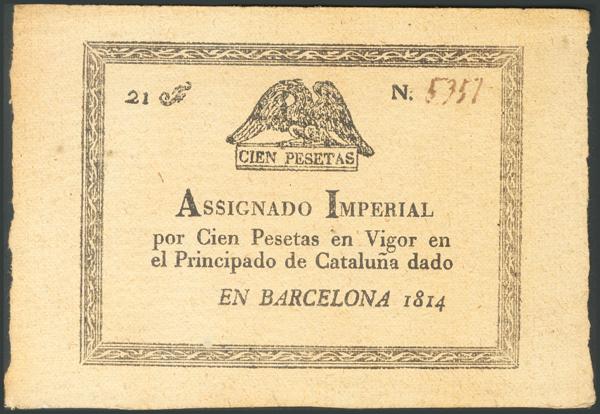 21
N. 5357
CIEN PESETAS
ASSIGNADO IMPERIAL
por Cien Pesetas en Vigor en
el Principado de Cataluña dado
EN BARCELONA 1814